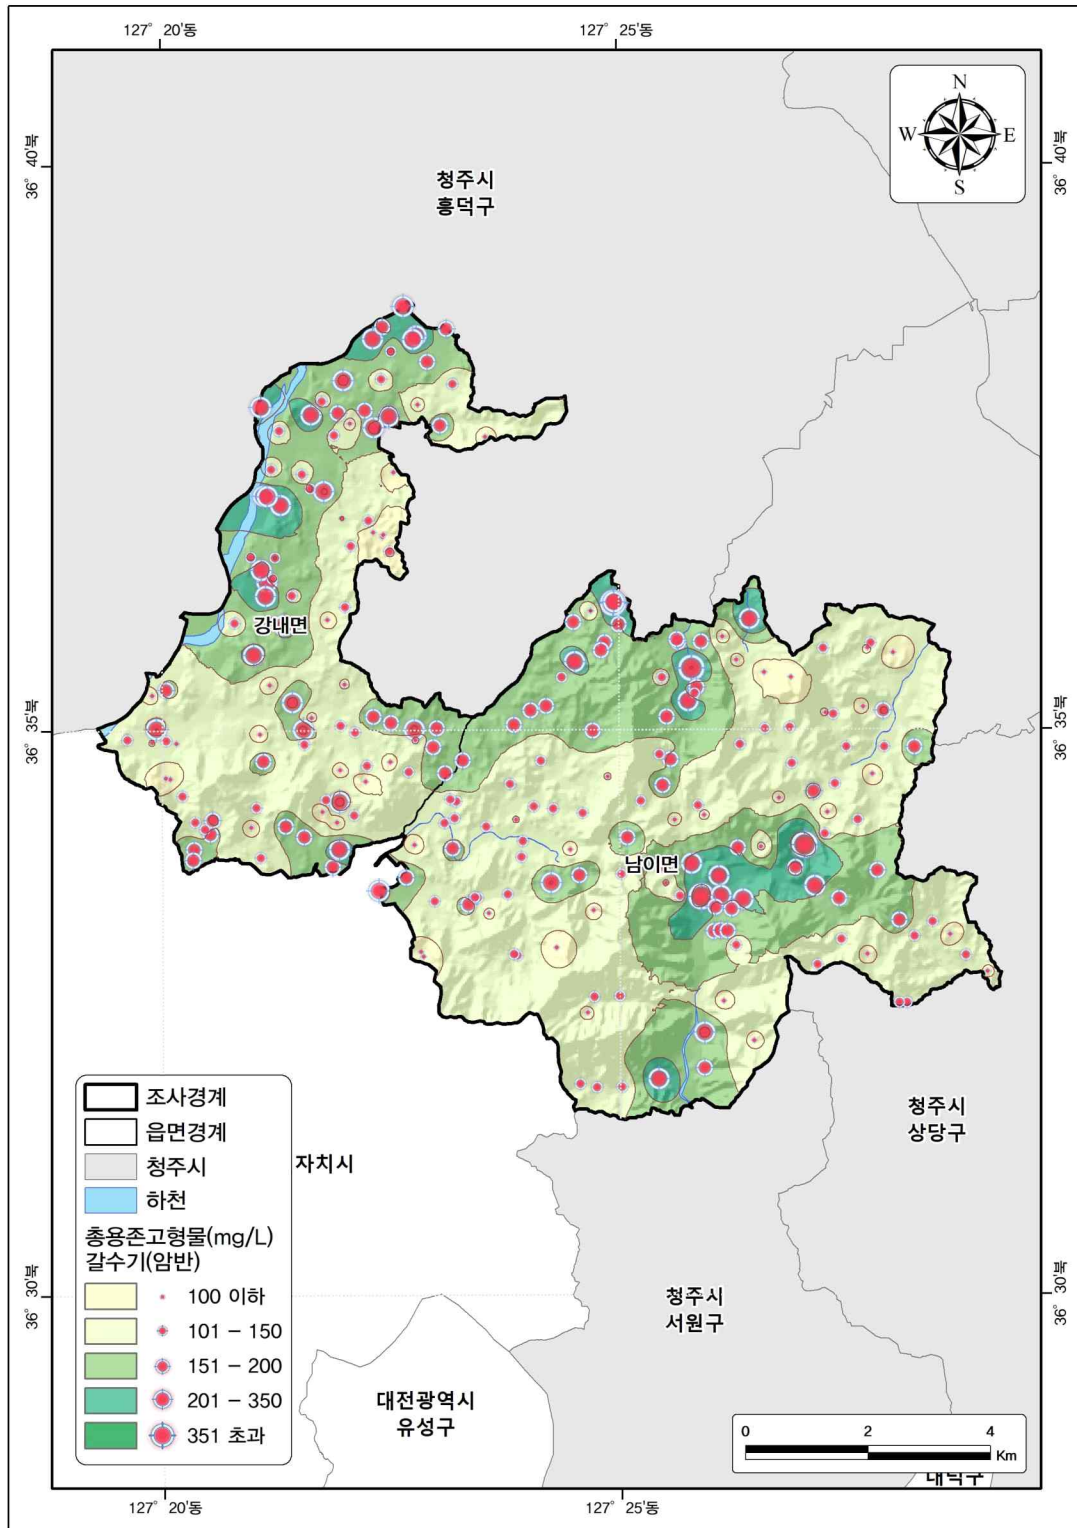 127° 20'동
127° 25'동
36° 40'북
36° 40'북
N
W
E
S
청주시
흥덕구
강내면
36° 35'북
36° 35'북
남이면
조사경계
읍면경계
청주시
하천
총용존고형물(mg/L)
갈수기(암반)
100 이하
101 - 150
151 - 200
201 - 350
351 초과
자치시
청주시
상당구
36° 30'북
36° 30'북
청주시
서원구
대전광역시
유성구
0
2
4
Km
대덕구
127° 20'동
127° 25'동